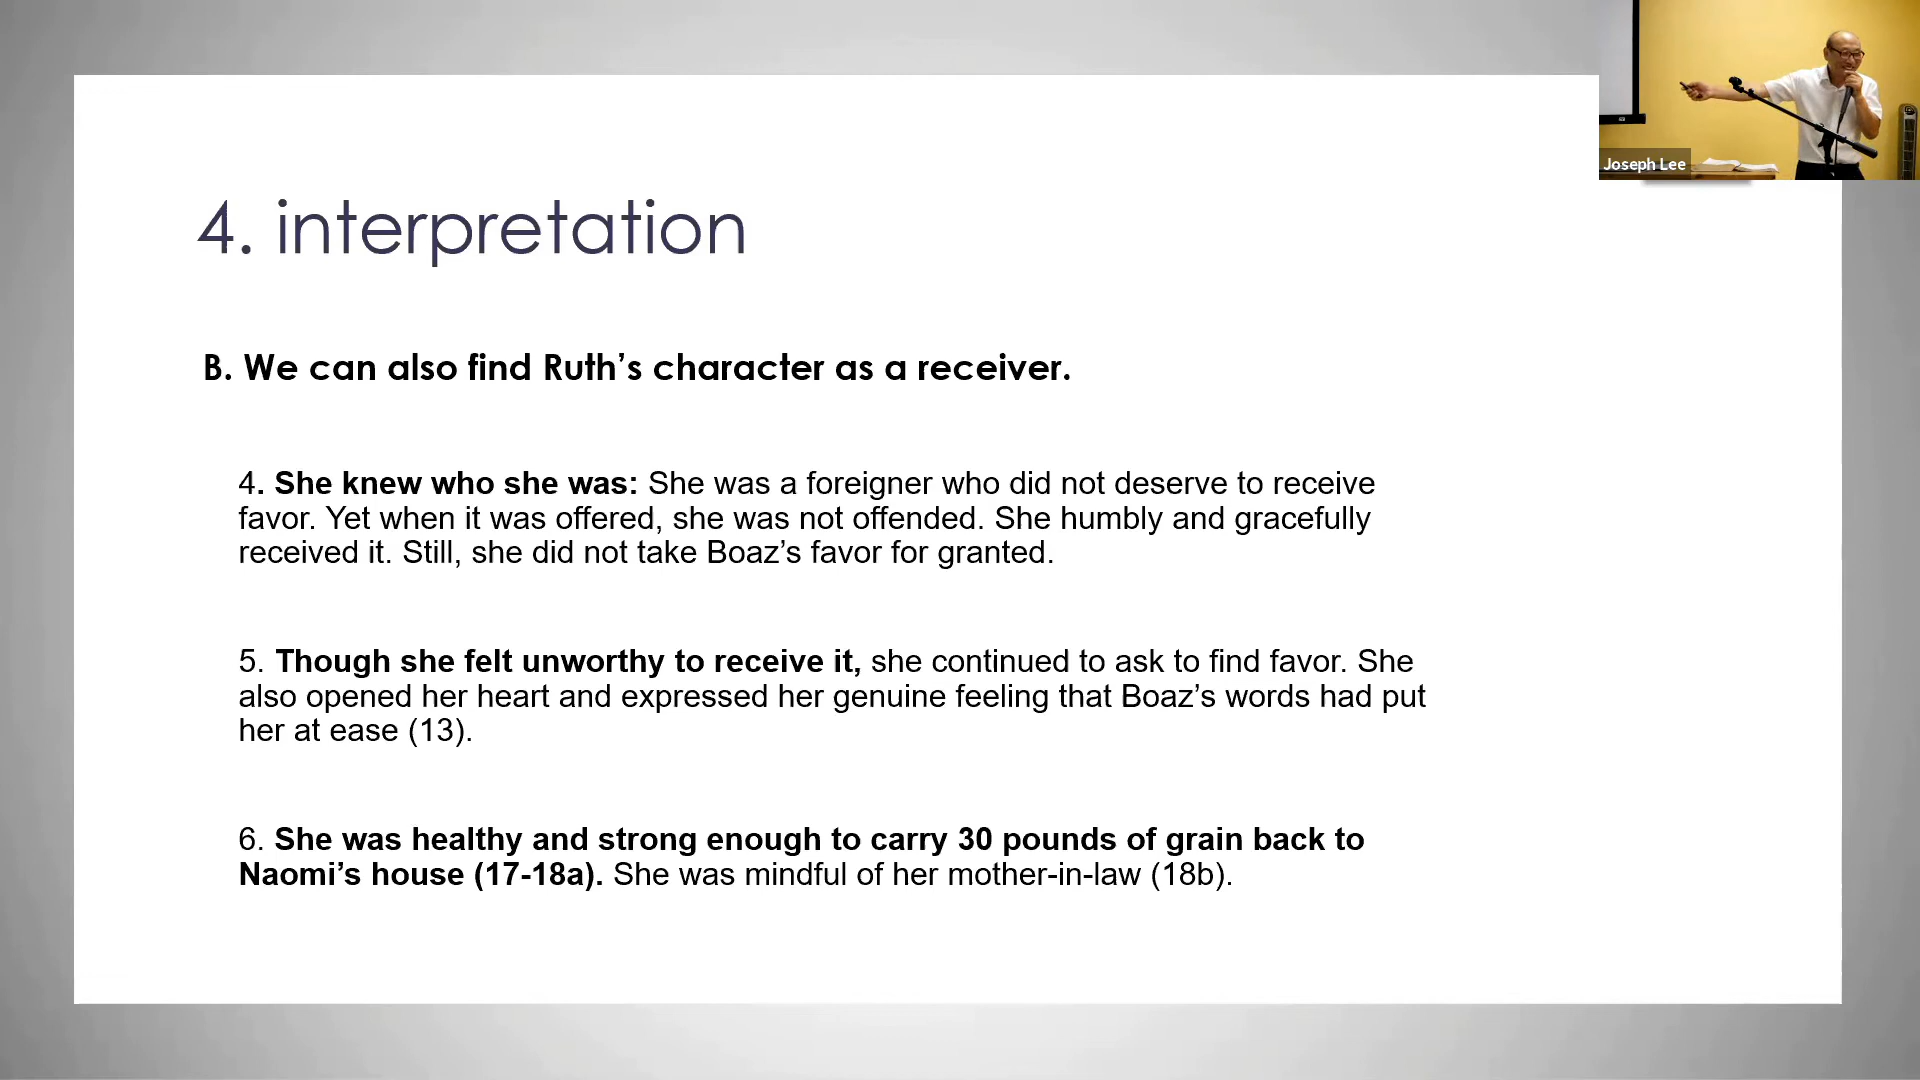 Joseph Lee
4. interpretation
B. We can also find Ruth’s character as a receiver.
4. She knew who she was: She was a foreigner who did not deserve to receive
favor. Yet when it was offered, she was not offended. She humbly and gracefully
received it. Still, she did not take Boaz’s favor for granted.
5. Though she felt unworthy to receive it, she continued to ask to find favor. She
also opened her heart and expressed her genuine feeling that Boaz’s words had put
her at ease (13).
6. She was healthy and strong enough to carry 30 pounds of grain back to
Naomi’s house (17-18a). She was mindful of her mother-in-law (18b).